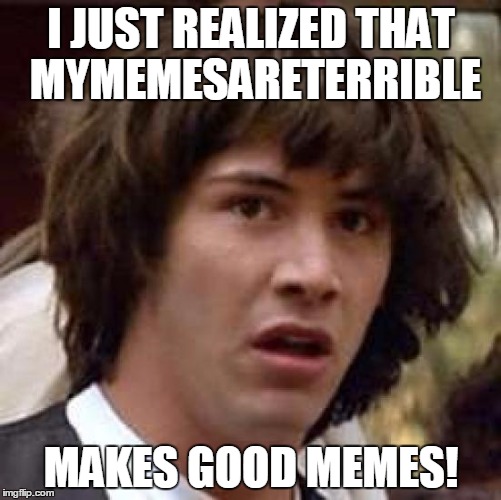 I JUST REALIZED THAT
MYMEMESARETERRIBLE
MAKES GOOD MEMES!
imgflip.com